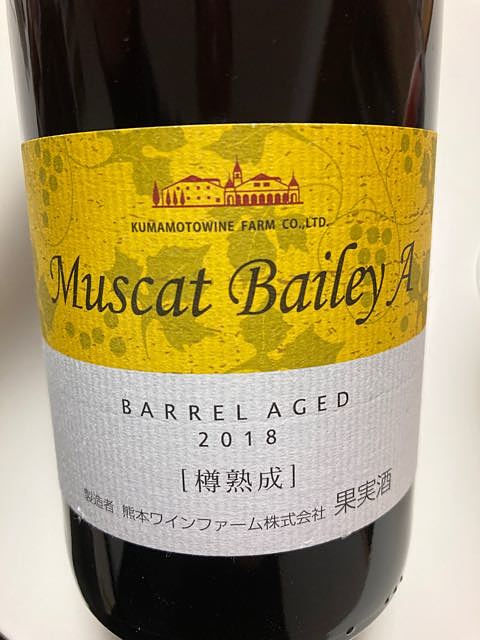 KUMAMOTOWINE FARM CO.,LTD.
Muscat Bailey A
BARREL AGED
2018
[樽熟成]
製造者 熊本ワインファーム株式会社 果実酒